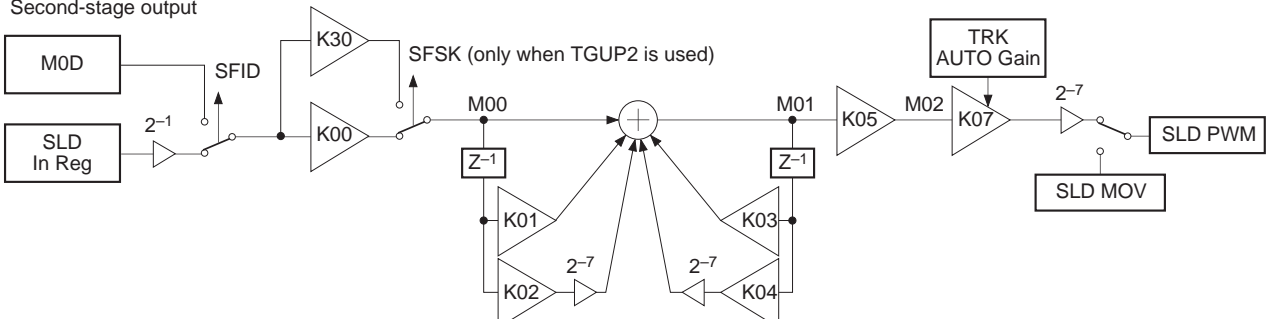 Second-stage output
M0D
SFID
K30
SFSK (only when TGUP2 is used)
TRK
AUTO Gain
SLD
In Reg
2–1
K00
M00
M01
K05
M02
K07
2–7
SLD PWM
SLD MOV
Z–1
Z–1
K01
K03
K02
2–7
2–7
K04